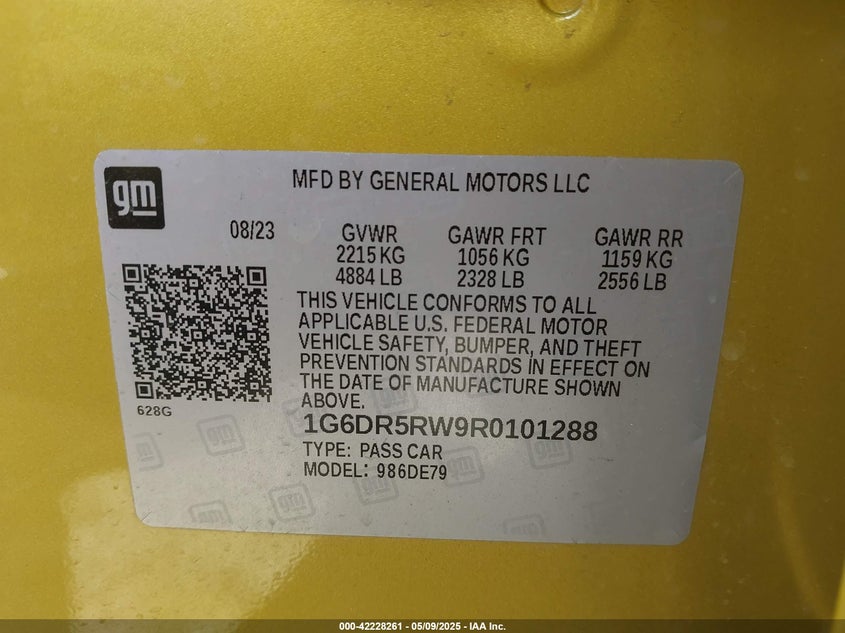 gm
MFD BY GENERAL MOTORS LLC
08/23
GVWR GAWR FRT GAWR RR
2215 KG 1056 KG 1159 KG
4884 LB 2328 LB 2556 LB
THIS VEHICLE CONFORMS TO ALL
APPLICABLE U.S. FEDERAL MOTOR
VEHICLE SAFETY, BUMPER, AND THEFT
PREVENTION STANDARDS IN EFFECT ON
THE DATE OF MANUFACTURE SHOWN
ABOVE.
628G
1G6DR5RW9R0101288
TYPE: PASS CAR
MODEL: 986DE79
000-42228261 - 05/09/2025 - IAA Inc.